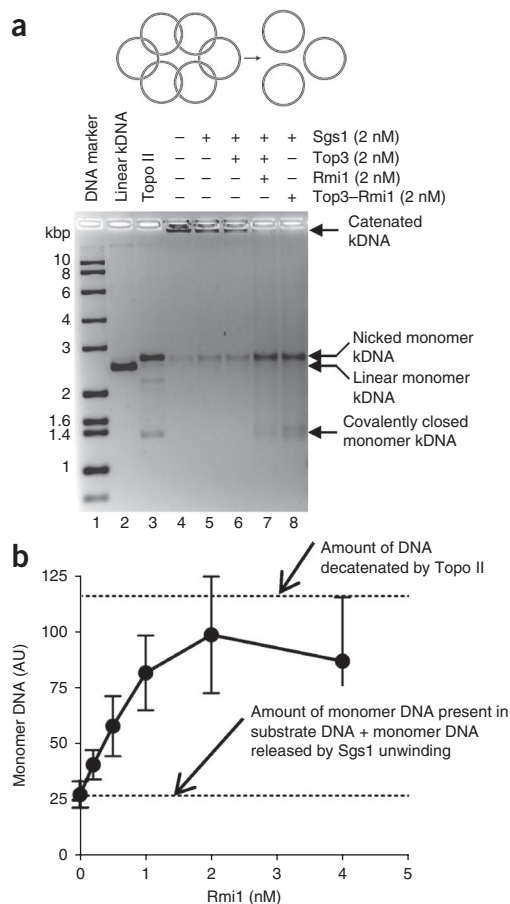 a
DNA marker
Linear kDNA
Topo II
– + + + + Sgs1 (2 nM)
– – + + – Top3 (2 nM)
– – – + – Rmi1 (2 nM)
– – – – + Top3–Rmi1 (2 nM)
kbp
10
8
6
4
3
2
1.6
1.4
1
Catenated
kDNA
Nicked monomer
kDNA
Linear monomer
kDNA
Covalently closed
monomer kDNA
1 2 3 4 5 6 7 8
b
Amount of DNA
decatenated by Topo II
Amount of monomer DNA present in
substrate DNA + monomer DNA
released by Sgs1 unwinding
Monomer DNA (AU)
125
100
75
50
25
0
0 1 2 3 4 5
Rmi1 (nM)